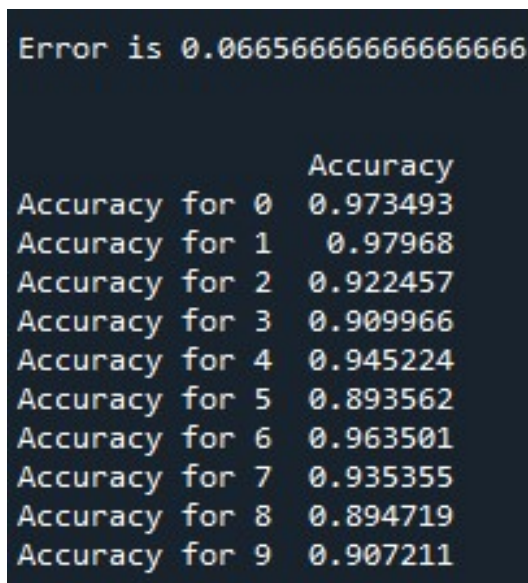 Error is 0.06656666666666666
Accuracy
Accuracy for 0 0.973493
Accuracy for 1 0.97968
Accuracy for 2 0.922457
Accuracy for 3 0.909966
Accuracy for 4 0.945224
Accuracy for 5 0.893562
Accuracy for 6 0.963501
Accuracy for 7 0.935355
Accuracy for 8 0.894719
Accuracy for 9 0.907211